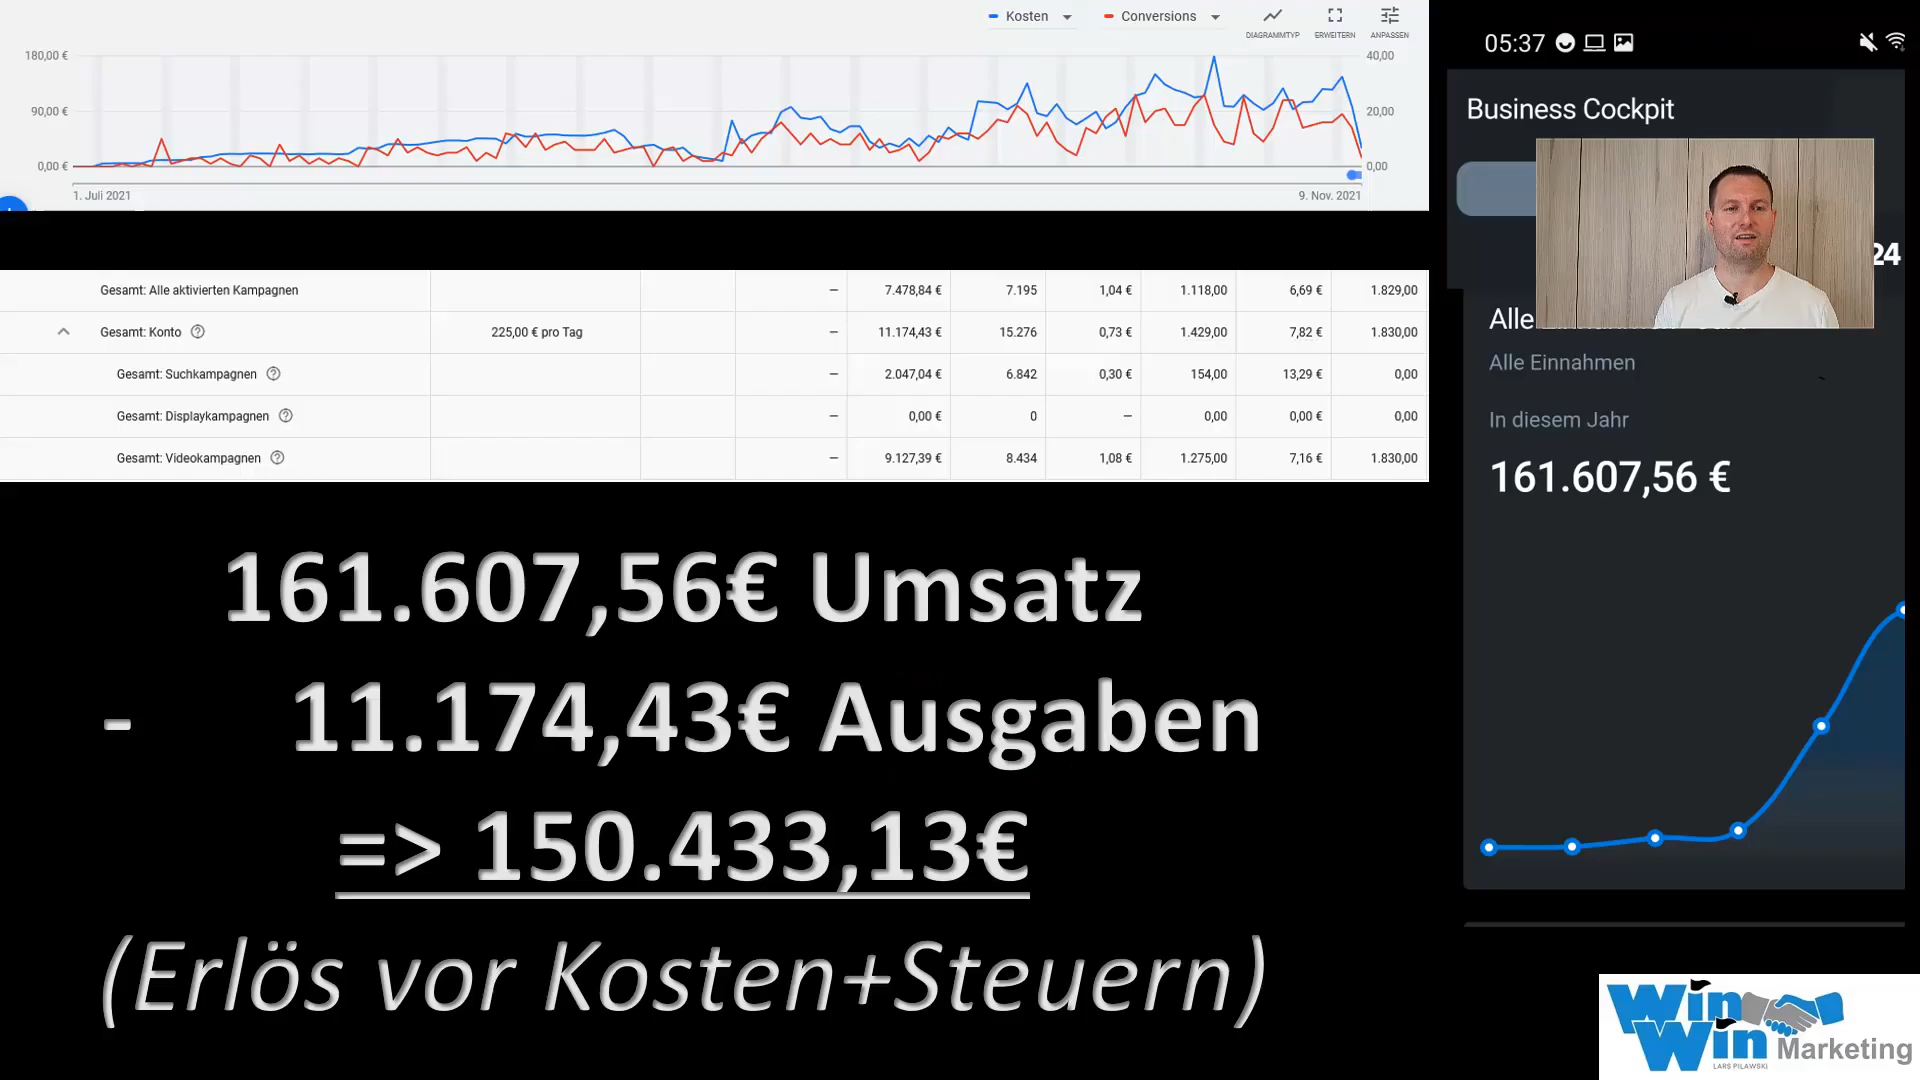 Kosten
Conversions
DIAGRAMMTYP
ERWEITERN
ANPASSEN
180,00 €
40,00
90,00 €
20,00
0,00 €
0,00
1. Juli 2021
9. Nov. 2021
Gesamt: Alle aktivierten Kampagnen – 7.478,84 € 7.195 1,04 € 1.118,00 6,69 € 1.829,00
Gesamt: Konto 225,00 € pro Tag – 11.174,43 € 15.276 0,73 € 1.429,00 7,82 € 1.830,00
Gesamt: Suchkampagnen – 2.047,04 € 6.842 0,30 € 154,00 13,29 € 0,00
Gesamt: Displaykampagnen – 0,00 € 0 – 0,00 0,00 € 0,00
Gesamt: Videokampagnen – 9.127,39 € 8.434 1,08 € 1.275,00 7,16 € 1.830,00
161.607,56€ Umsatz
- 11.174,43€ Ausgaben
=> 150.433,13€
(Erlös vor Kosten+Steuern)
05:37
Business Cockpit
24
Alle
Alle Einnahmen
In diesem Jahr
161.607,56 €
Win
Win Marketing
LARS PILAWSKI